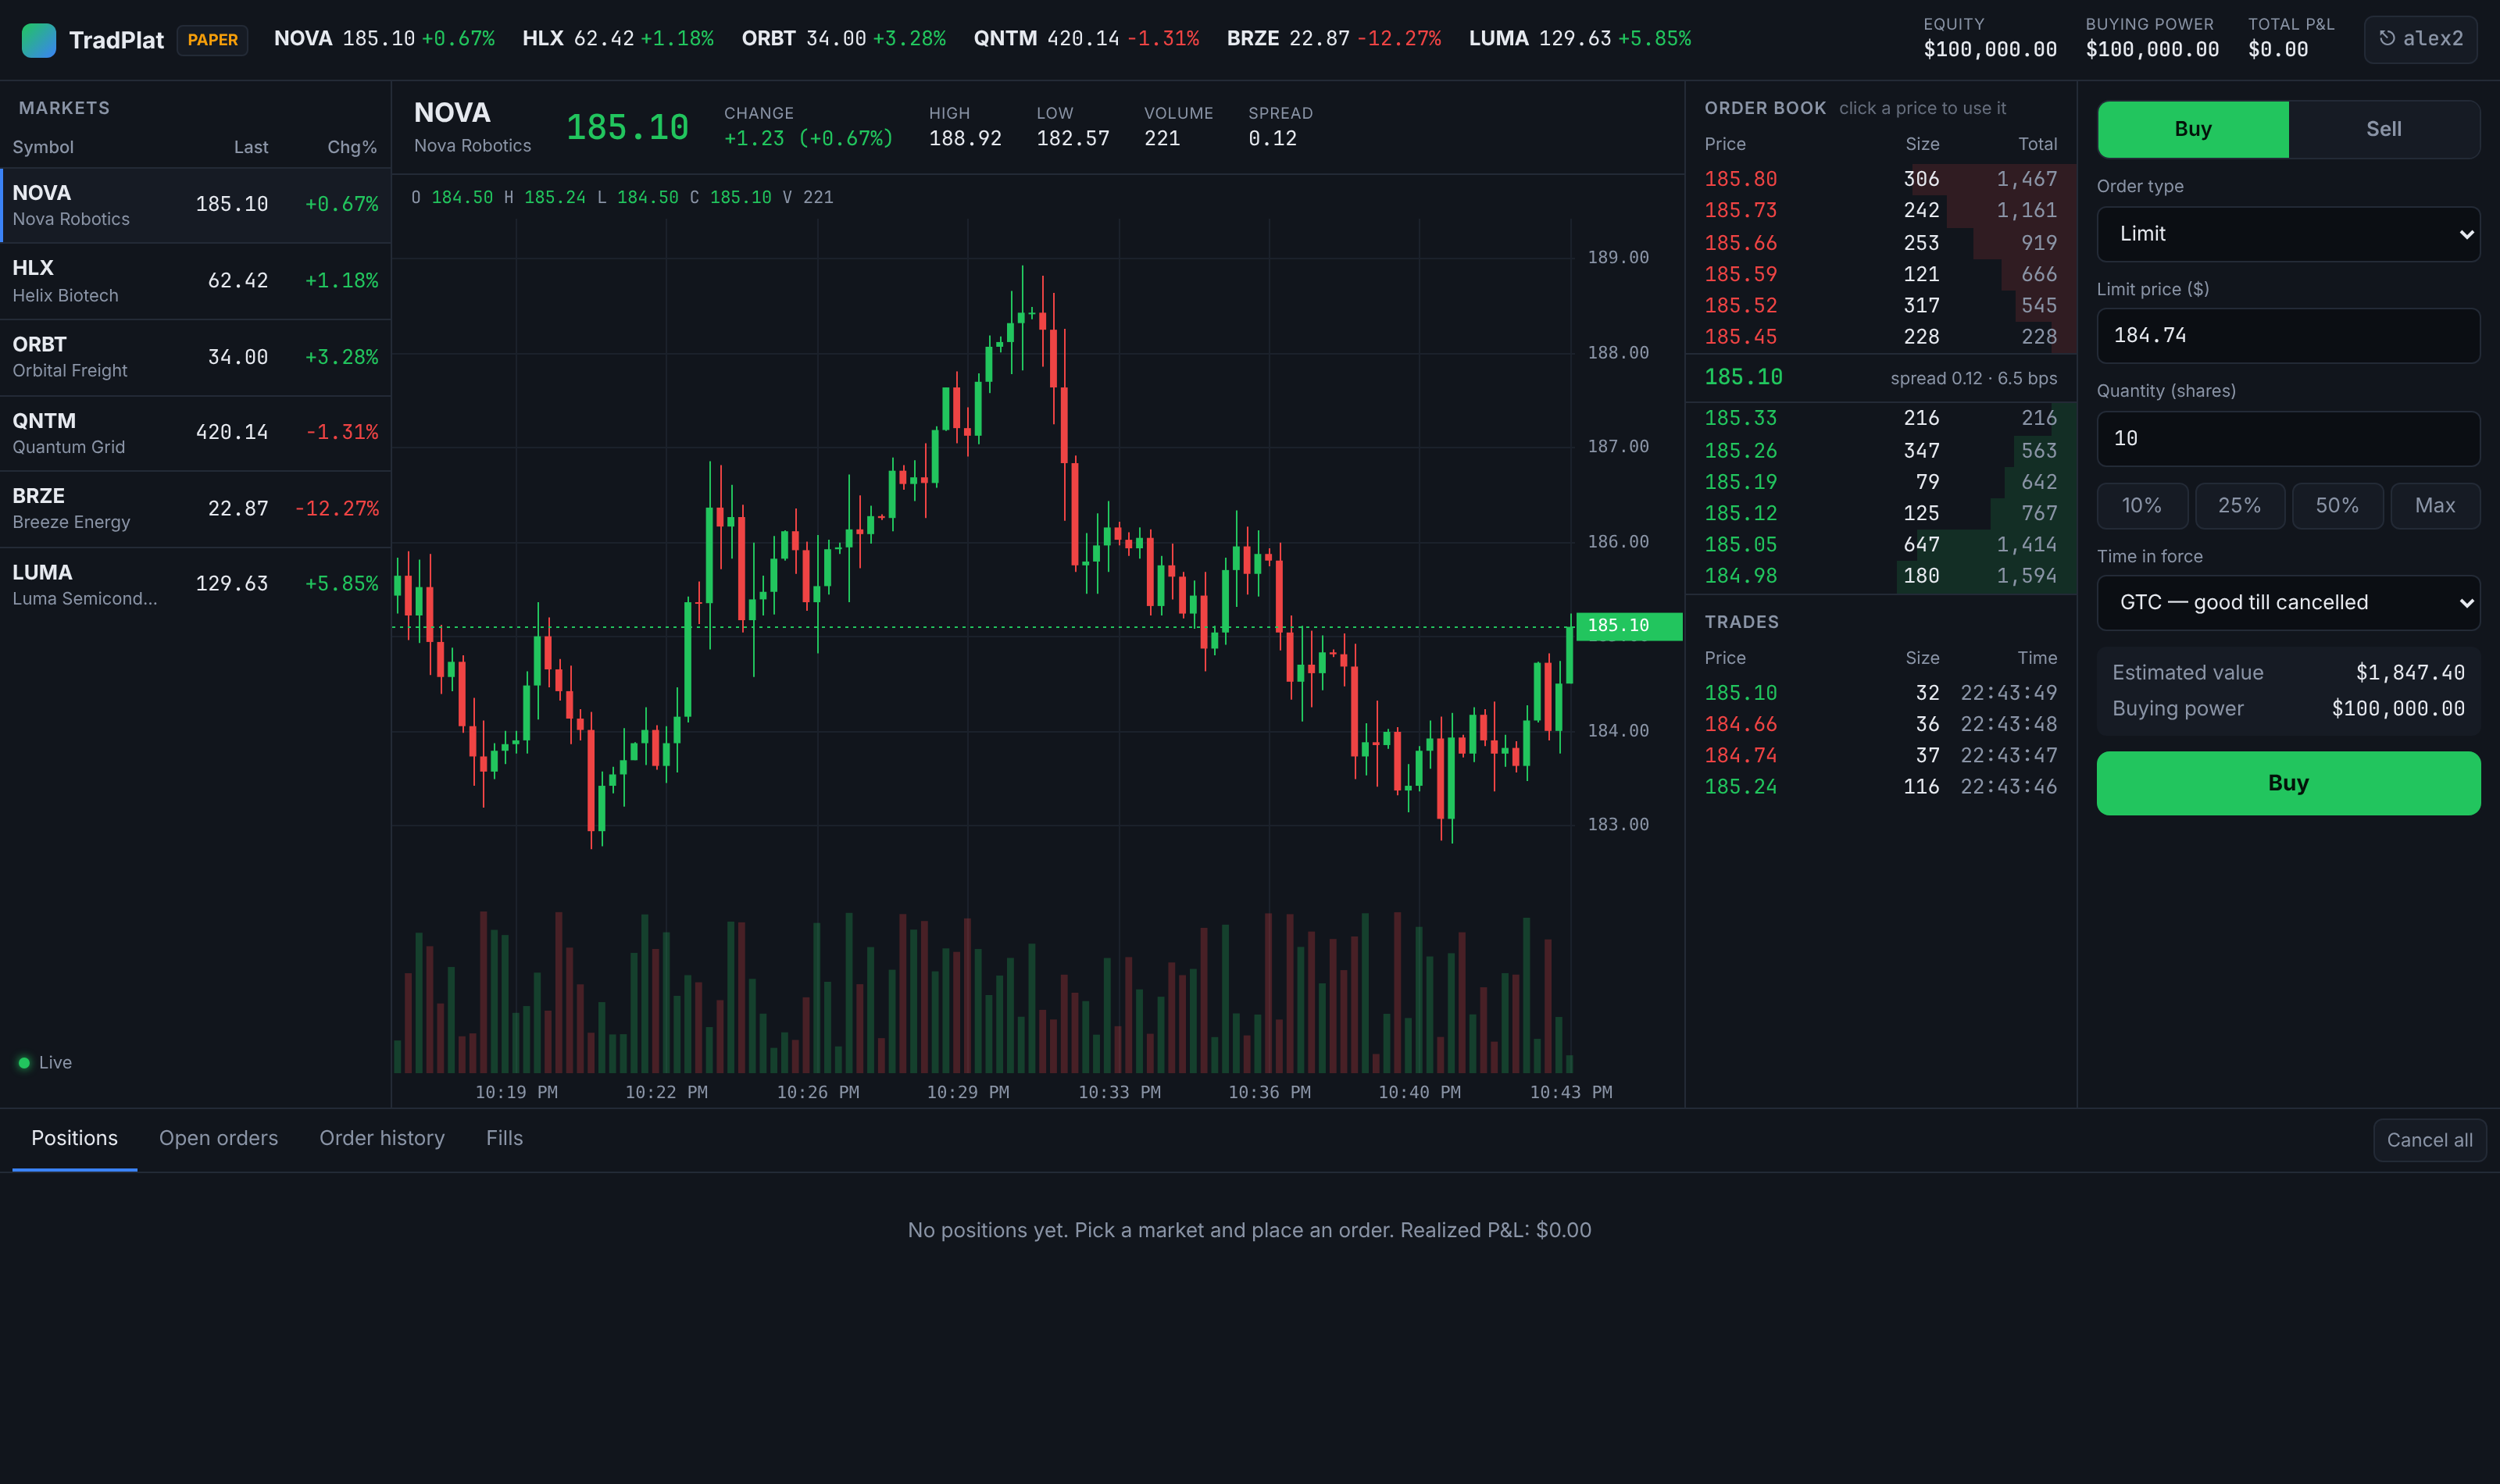 TradPlat PAPER NOVA 185.10 +0.67% HLX 62.42 +1.18% ORBT 34.00 +3.28% QNTM 420.14 -1.31% BRZE 22.87 -12.27% LUMA 129.63 +5.85%
EQUITY BUYING POWER TOTAL P&L
$100,000.00 $100,000.00 $0.00
alex2
MARKETS
Symbol Last Chg%
NOVA 185.10 +0.67%
Nova Robotics
HLX 62.42 +1.18%
Helix Biotech
ORBT 34.00 +3.28%
Orbital Freight
QNTM 420.14 -1.31%
Quantum Grid
BRZE 22.87 -12.27%
Breeze Energy
LUMA 129.63 +5.85%
Luma Semicond...
Live
NOVA
Nova Robotics
185.10
CHANGE HIGH LOW VOLUME SPREAD
+1.23 (+0.67%) 188.92 182.57 221 0.12
O 184.50 H 185.24 L 184.50 C 185.10 V 221
189.00
188.00
187.00
186.00
185.10
184.00
183.00
10:19 PM 10:22 PM 10:26 PM 10:29 PM 10:33 PM 10:36 PM 10:40 PM 10:43 PM
ORDER BOOK click a price to use it
Price Size Total
185.80 306 1,467
185.73 242 1,161
185.66 253 919
185.59 121 666
185.52 317 545
185.45 228 228
185.10 spread 0.12 · 6.5 bps
185.33 216 216
185.26 347 563
185.19 79 642
185.12 125 767
185.05 647 1,414
184.98 180 1,594
TRADES
Price Size Time
185.10 32 22:43:49
184.66 36 22:43:48
184.74 37 22:43:47
185.24 116 22:43:46
Buy Sell
Order type
Limit
Limit price ($)
184.74
Quantity (shares)
10
10% 25% 50% Max
Time in force
GTC — good till cancelled
Estimated value $1,847.40
Buying power $100,000.00
Buy
Positions Open orders Order history Fills Cancel all
No positions yet. Pick a market and place an order. Realized P&L: $0.00